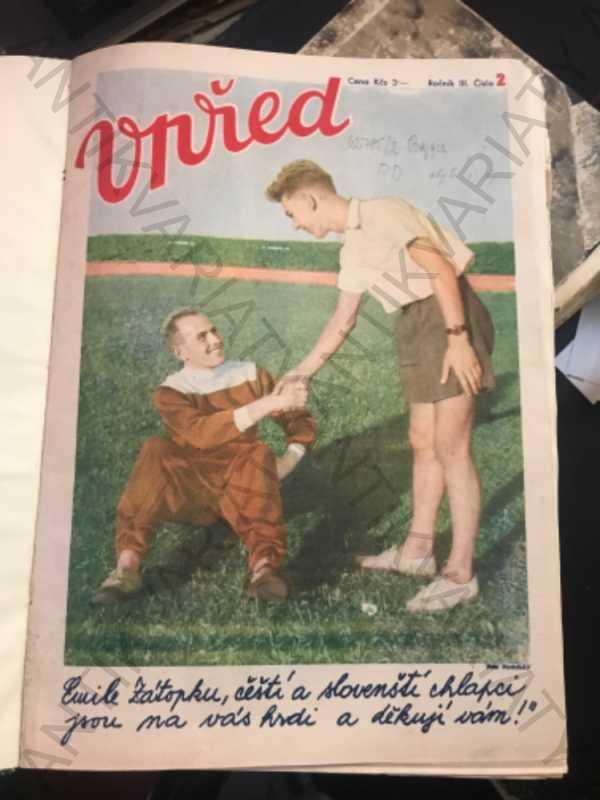 Cena Kčs 3·—
Ročník III. Číslo 2
Vpřed
Emile Zátopku, čeští a slovenští chlapci
jsou na vás hrdi a děkují vám!"
ANTIKVARIATY